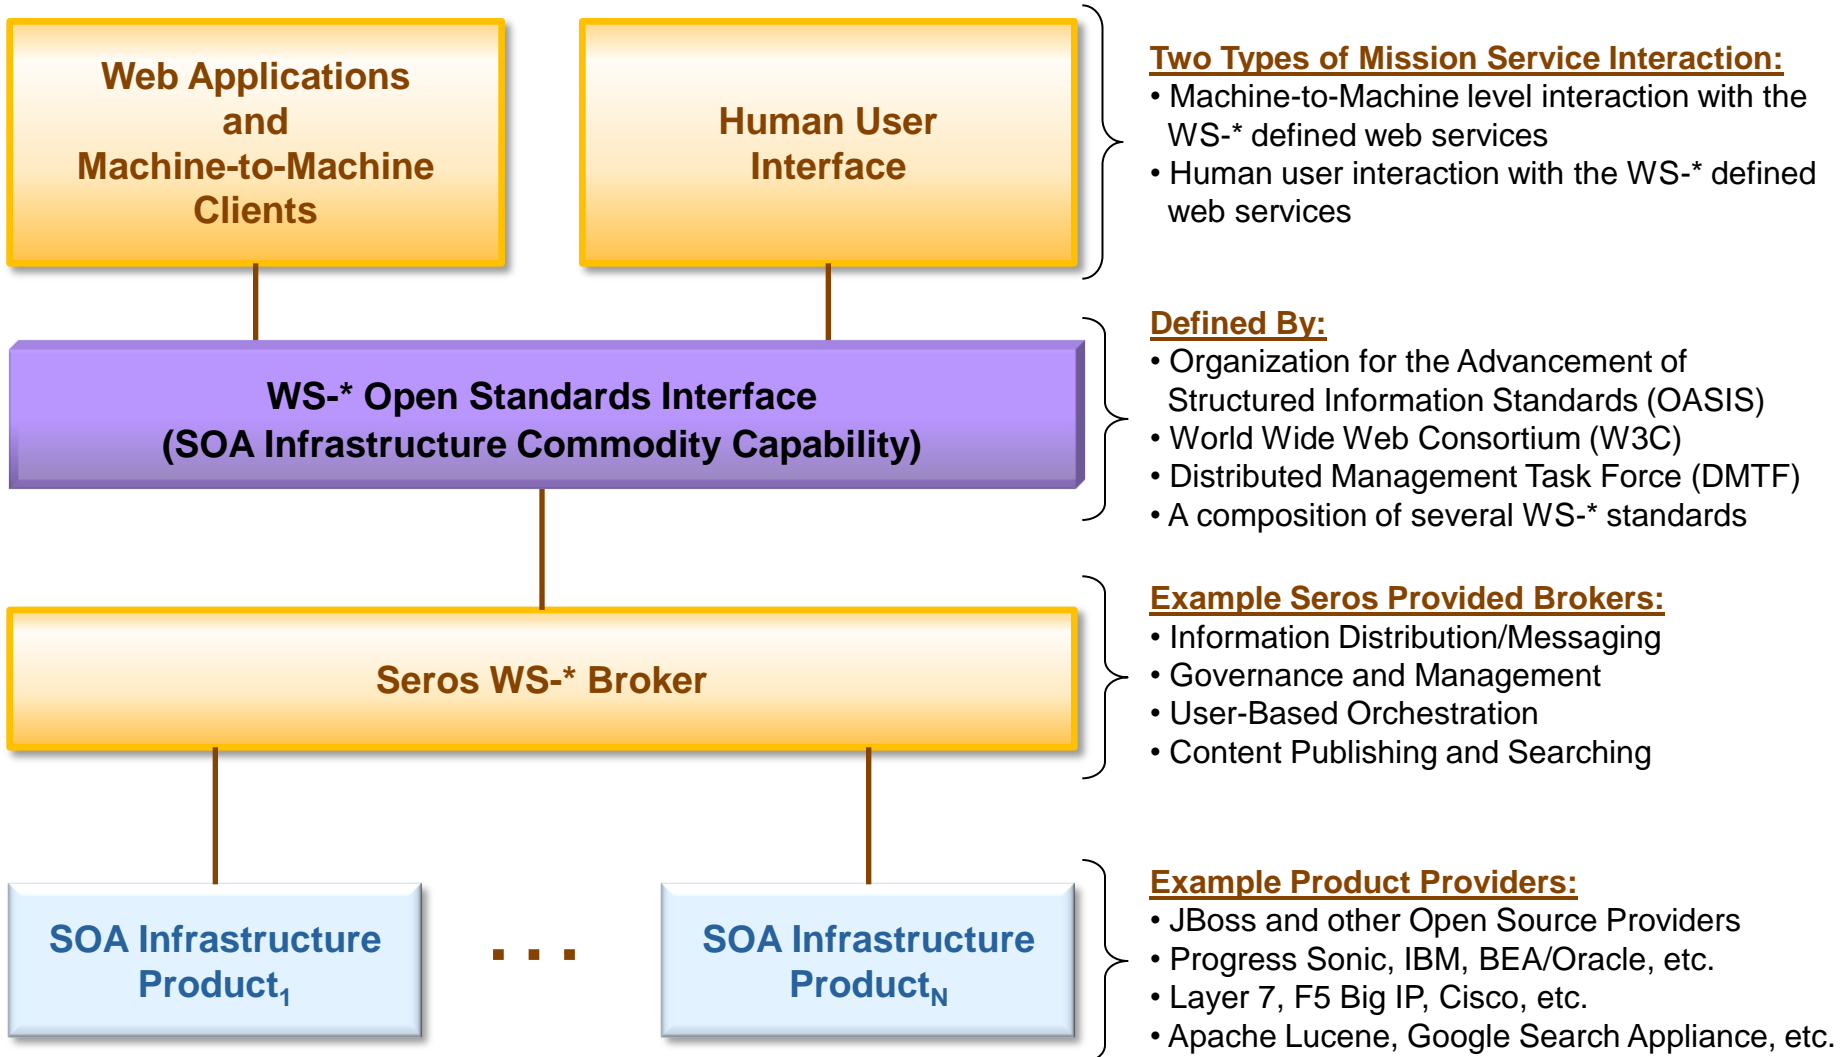 Web Applications
and
Machine-to-Machine
Clients
Human User
Interface
Two Types of Mission Service Interaction:
• Machine-to-Machine level interaction with the
WS-* defined web services
• Human user interaction with the WS-* defined
web services
WS-* Open Standards Interface
(SOA Infrastructure Commodity Capability)
Defined By:
• Organization for the Advancement of
Structured Information Standards (OASIS)
• World Wide Web Consortium (W3C)
• Distributed Management Task Force (DMTF)
• A composition of several WS-* standards
Seros WS-* Broker
Example Seros Provided Brokers:
• Information Distribution/Messaging
• Governance and Management
• User-Based Orchestration
• Content Publishing and Searching
SOA Infrastructure
Product1
. . .
SOA Infrastructure
ProductN
Example Product Providers:
• JBoss and other Open Source Providers
• Progress Sonic, IBM, BEA/Oracle, etc.
• Layer 7, F5 Big IP, Cisco, etc.
• Apache Lucene, Google Search Appliance, etc.